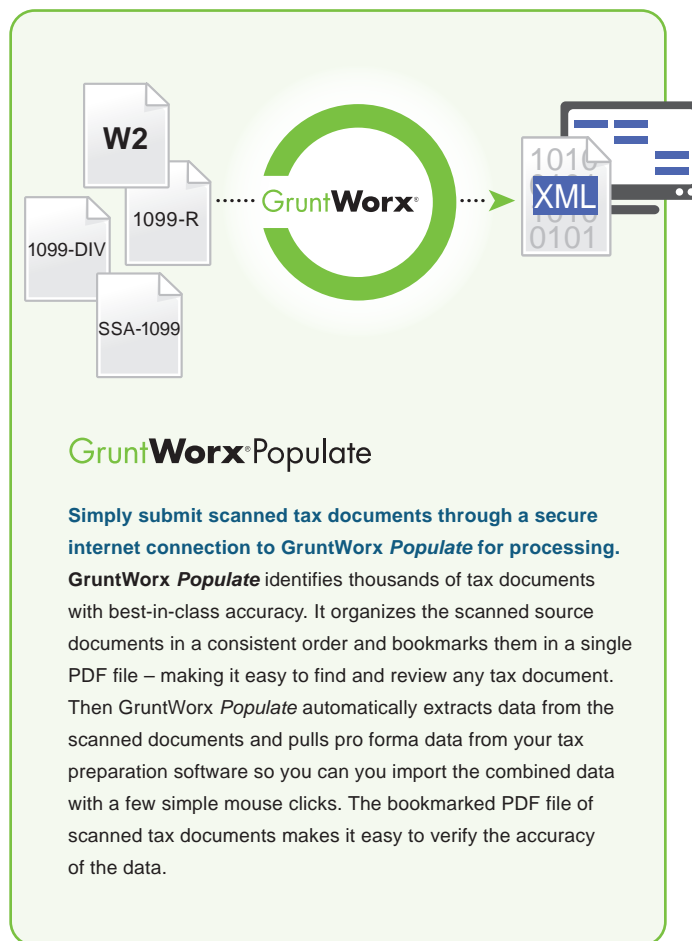 W2
1099-R
1099-DIV
SSA-1099
GruntWorx®
1010
XML
1010
0101
GruntWorx® Populate
Simply submit scanned tax documents through a secure
internet connection to GruntWorx Populate for processing.
GruntWorx Populate identifies thousands of tax documents
with best-in-class accuracy. It organizes the scanned source
documents in a consistent order and bookmarks them in a single
PDF file – making it easy to find and review any tax document.
Then GruntWorx Populate automatically extracts data from the
scanned documents and pulls pro forma data from your tax
preparation software so you can you import the combined data
with a few simple mouse clicks. The bookmarked PDF file of
scanned tax documents makes it easy to verify the accuracy
of the data.